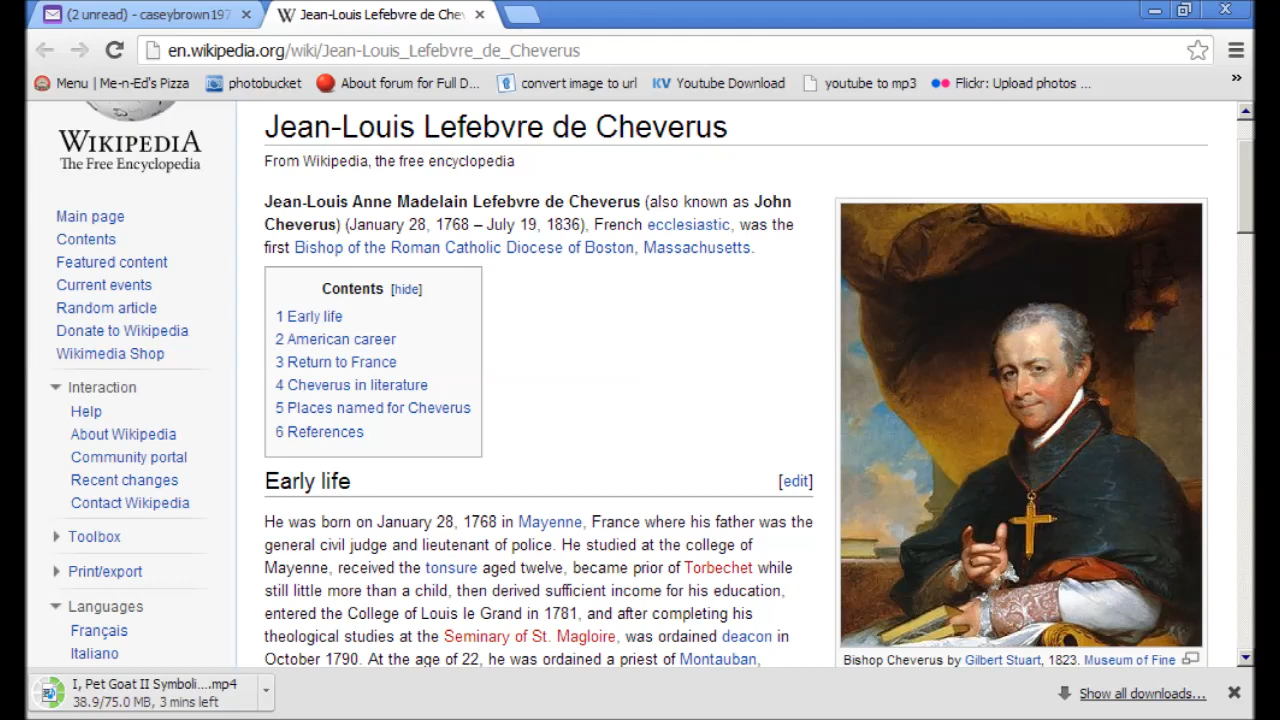 (2 unread) - caseybrown197
Jean-Louis Lefebvre de Chev
en.wikipedia.org/wiki/Jean-Louis_Lefebvre_de_Cheverus
Menu | Me-n-Ed's Pizza
photobucket
About forum for Full D...
convert image to url
KV Youtube Download
youtube to mp3
Flickr: Upload photos ...
»
WIKIPEDIA
The Free Encyclopedia
Main page
Contents
Featured content
Current events
Random article
Donate to Wikipedia
Wikimedia Shop
Interaction
Help
About Wikipedia
Community portal
Recent changes
Contact Wikipedia
Toolbox
Print/export
Languages
Français
Italiano
Jean-Louis Lefebvre de Cheverus
From Wikipedia, the free encyclopedia
Jean-Louis Anne Madelain Lefebvre de Cheverus (also known as John
Cheverus) (January 28, 1768 – July 19, 1836), French ecclesiastic, was the
first Bishop of the Roman Catholic Diocese of Boston, Massachusetts.
Contents [hide]
1 Early life
2 American career
3 Return to France
4 Cheverus in literature
5 Places named for Cheverus
6 References
Early life [edit]
He was born on January 28, 1768 in Mayenne, France where his father was the
general civil judge and lieutenant of police. He studied at the college of
Mayenne, received the tonsure aged twelve, became prior of Torbechet while
still little more than a child, then derived sufficient income for his education,
entered the College of Louis le Grand in 1781, and after completing his
theological studies at the Seminary of St. Magloire, was ordained deacon in
October 1790. At the age of 22, he was ordained a priest of Montauban,
Bishop Cheverus by Gilbert Stuart, 1823. Museum of Fine
I, Pet Goat II Symboli....mp4
38.9/75.0 MB, 3 mins left
Show all downloads...